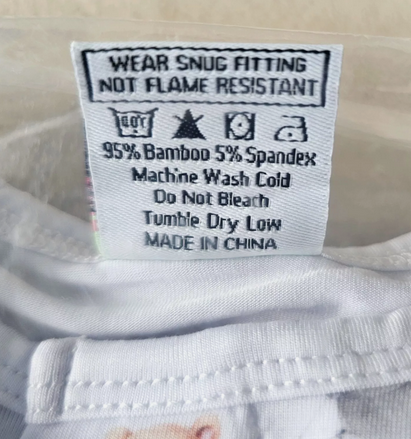 WEAR SNUG FITTING
NOT FLAME RESISTANT
95% Bamboo 5% Spandex
Machine Wash Cold
Do Not Bleach
Tumble Dry Low
MADE IN CHINA